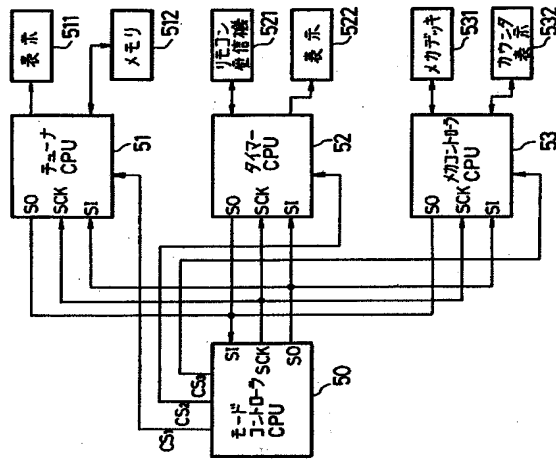 表示
511
メモリ
512
チューナ
CPU
51
SO
SCK
SI
リモコン
受信機
521
表示
522
タイマー
CPU
52
SO
SCK
SI
メカデッキ
531
カウンタ
表示
532
メカコントローラ
CPU
53
SO
SCK
SI
CS1
CS2
CS3
モード
コントローラ
CPU
50
SI
SCK
SO